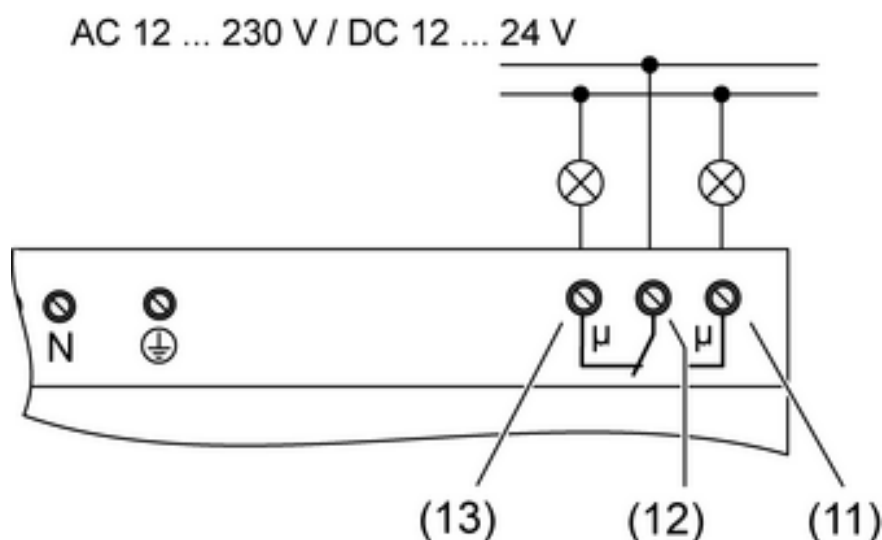 AC 12 ... 230 V / DC 12 ... 24 V
N
µ µ
(13) (12) (11)